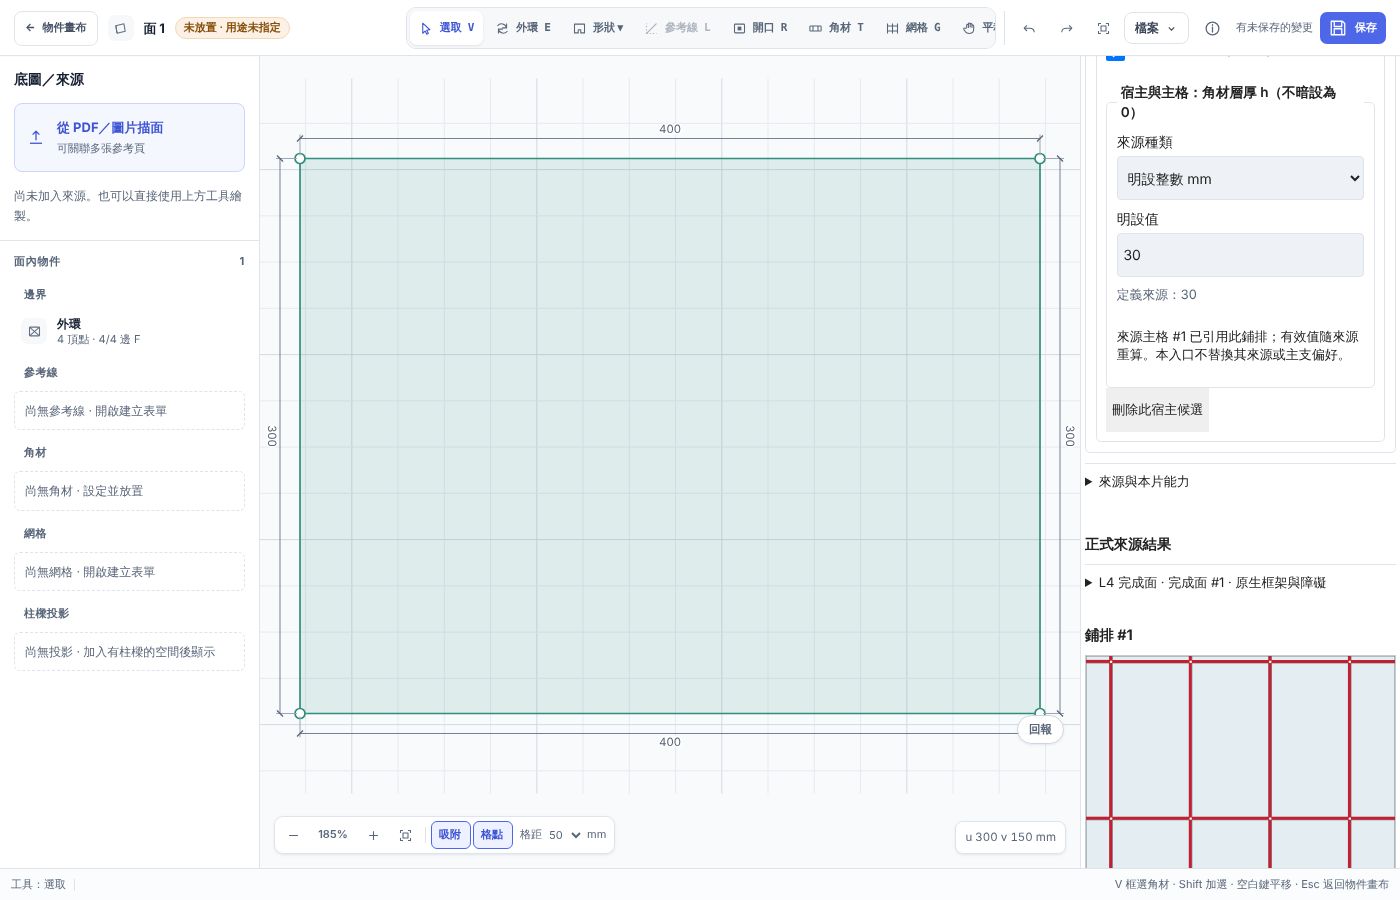 物件畫布
面 1
未放置 · 用途未指定
選取 V
外環 E
形狀▾
參考線 L
開口 R
角材 T
網格 G
檔案
有未保存的變更
保存
底圖／來源
從 PDF／圖片描面
可關聯多張參考頁
尚未加入來源。也可以直接使用上方工具繪
製。
面內物件 1
邊界
外環
4 頂點 · 4/4 邊 F
參考線
尚無參考線 · 開啟建立表單
角材
尚無角材 · 設定並放置
網格
尚無網格 · 開啟建立表單
柱樑投影
尚無投影 · 加入有柱樑的空間後顯示
400
300
300
400
回報
185%
吸附
格點
格距 50 mm
u 300 v 150 mm
宿主與主格：角材層厚 h（不暗設為
0）
來源種類
明設整數 mm
明設值
30
定義來源：30
來源主格 #1 已引用此鋪排；有效值隨來源
重算。本入口不替換其來源或主支偏好。
刪除此宿主候選
來源與本片能力
正式來源結果
L4 完成面 · 完成面 #1 · 原生框架與障礙
鋪排 #1
工具：選取
V 框選角材 · Shift 加選 · 空白鍵平移 · Esc 返回物件畫布